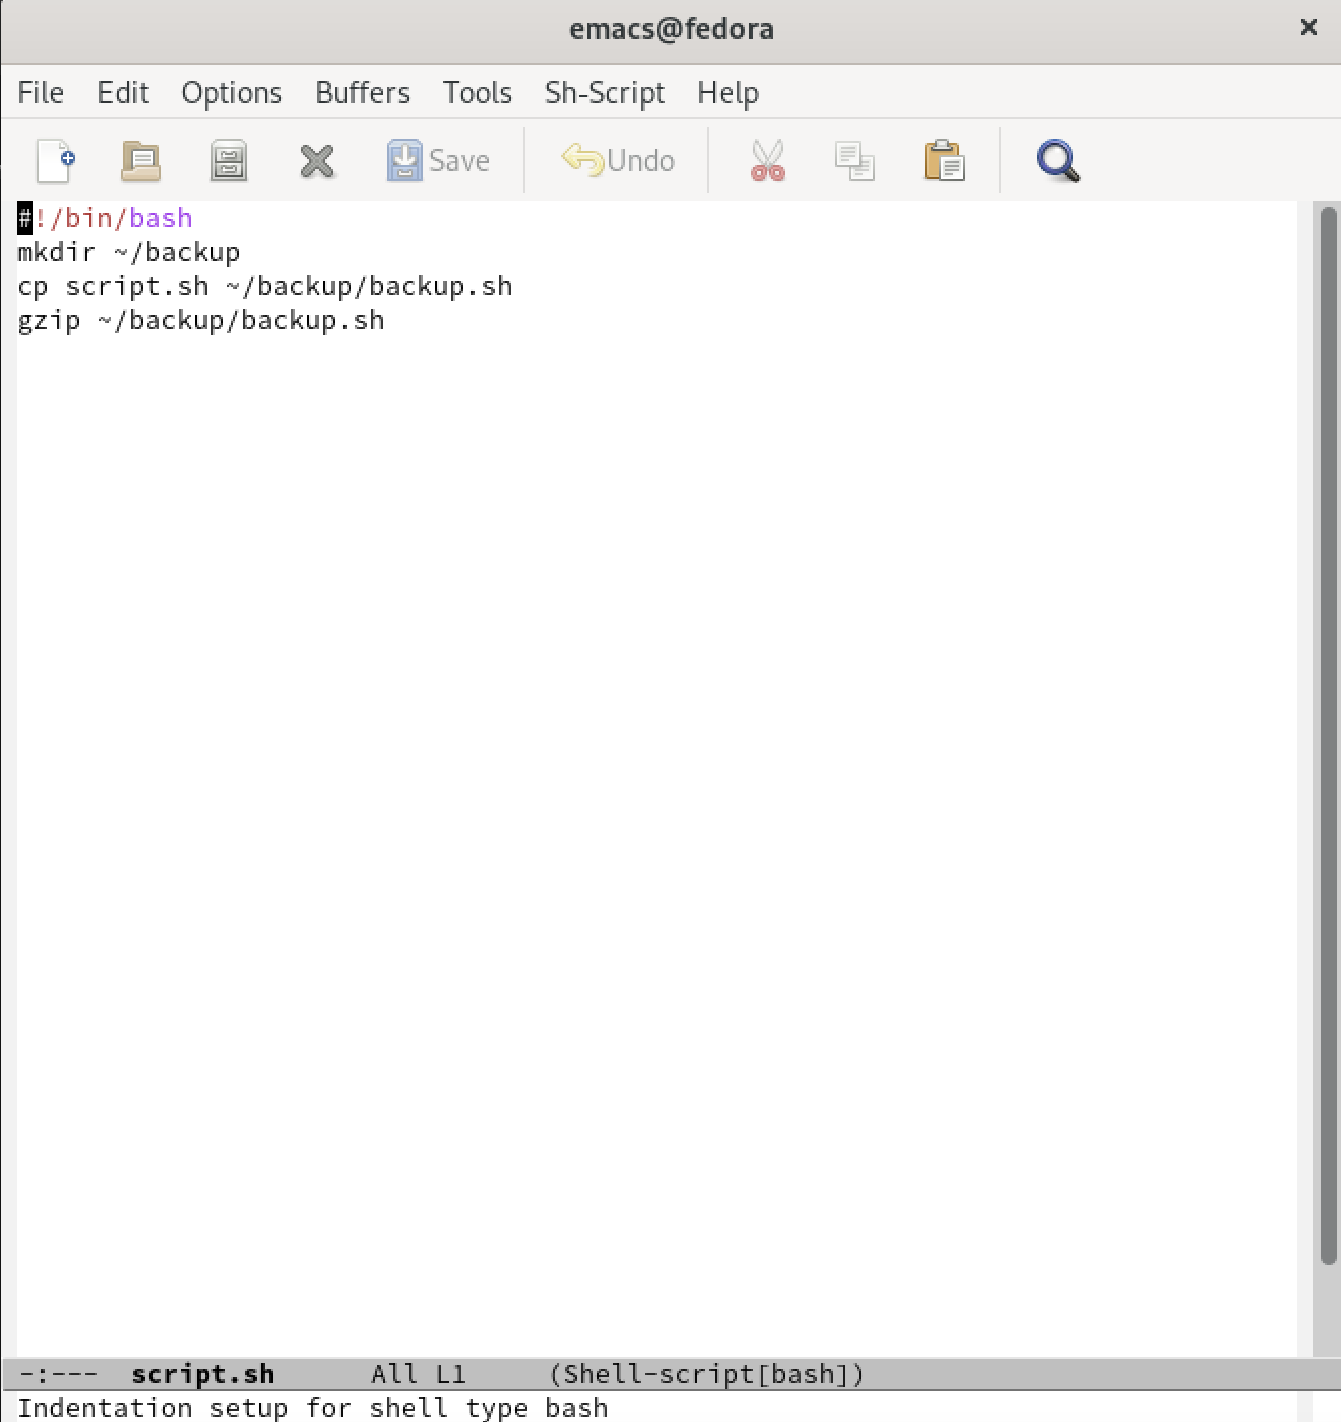 emacs@fedora
File Edit Options Buffers Tools Sh-Script Help
Save Undo
#!/bin/bash
mkdir ~/backup
cp script.sh ~/backup/backup.sh
gzip ~/backup/backup.sh
-:--- script.sh All L1 (Shell-script[bash])
Indentation setup for shell type bash